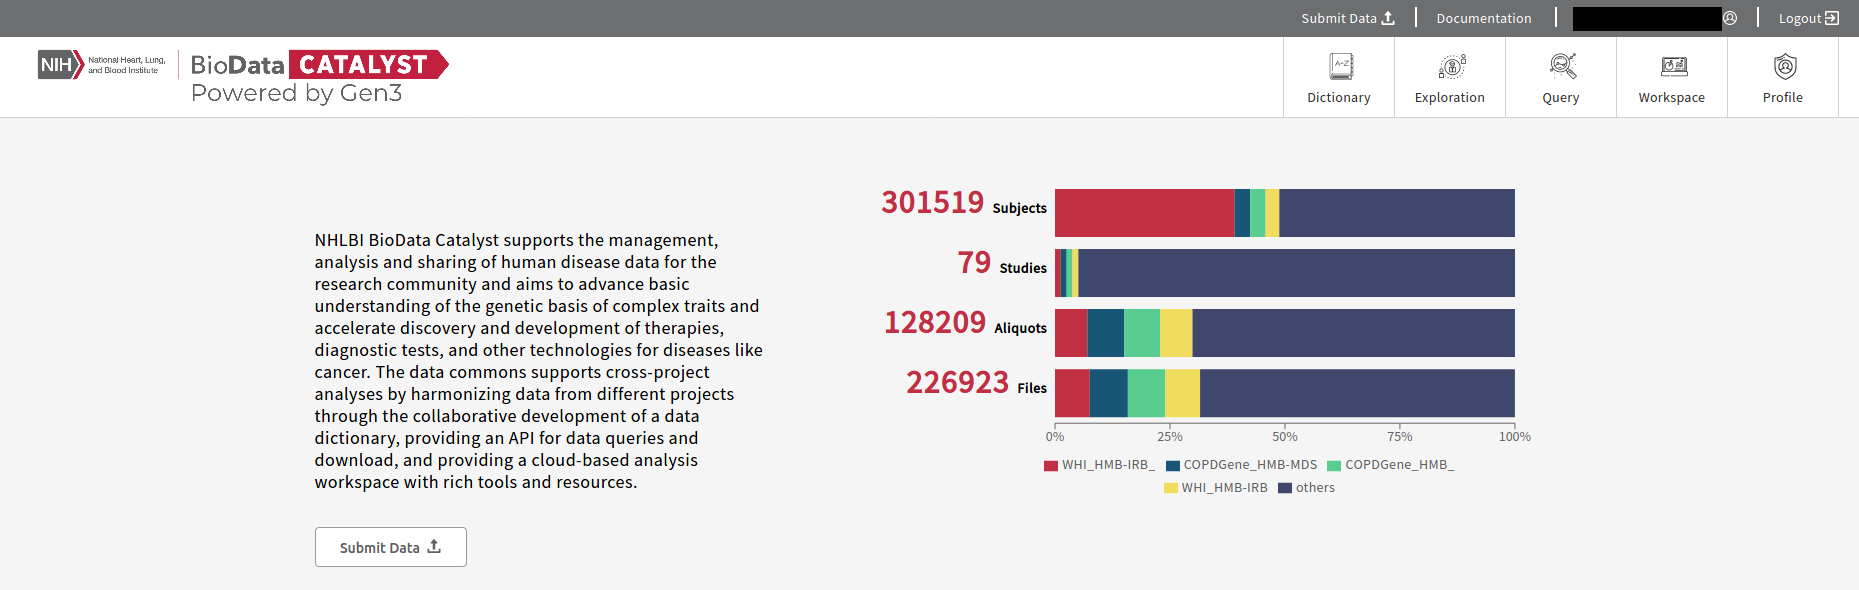 Submit Data
Documentation
Logout
NIH National Heart, Lung,
and Blood Institute
BioData CATALYST
Powered by Gen3
A-Z
Dictionary
Exploration
Query
Workspace
Profile
NHLBI BioData Catalyst supports the management,
analysis and sharing of human disease data for the
research community and aims to advance basic
understanding of the genetic basis of complex traits and
accelerate discovery and development of therapies,
diagnostic tests, and other technologies for diseases like
cancer. The data commons supports cross-project
analyses by harmonizing data from different projects
through the collaborative development of a data
dictionary, providing an API for data queries and
download, and providing a cloud-based analysis
workspace with rich tools and resources.
Submit Data
301519 Subjects
79 Studies
128209 Aliquots
226923 Files
0% 25% 50% 75% 100%
WHI_HMB-IRB_ COPDGene_HMB-MDS COPDGene_HMB_
WHI_HMB-IRB others